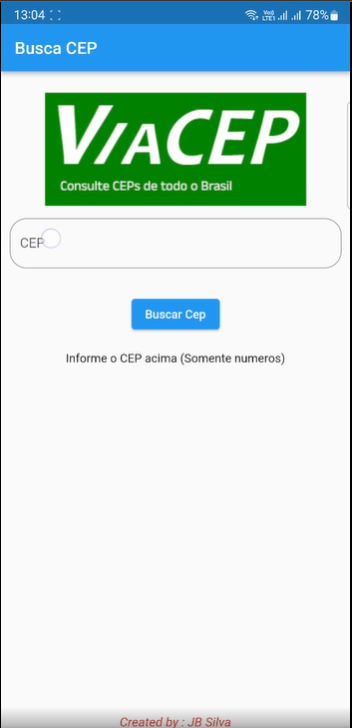 13:04 Vo) LTE1 78%
Busca CEP
VIACEP
Consulte CEPs de todo o Brasil
CEP
Buscar Cep
Informe o CEP acima (Somente numeros)
Created by : JB Silva